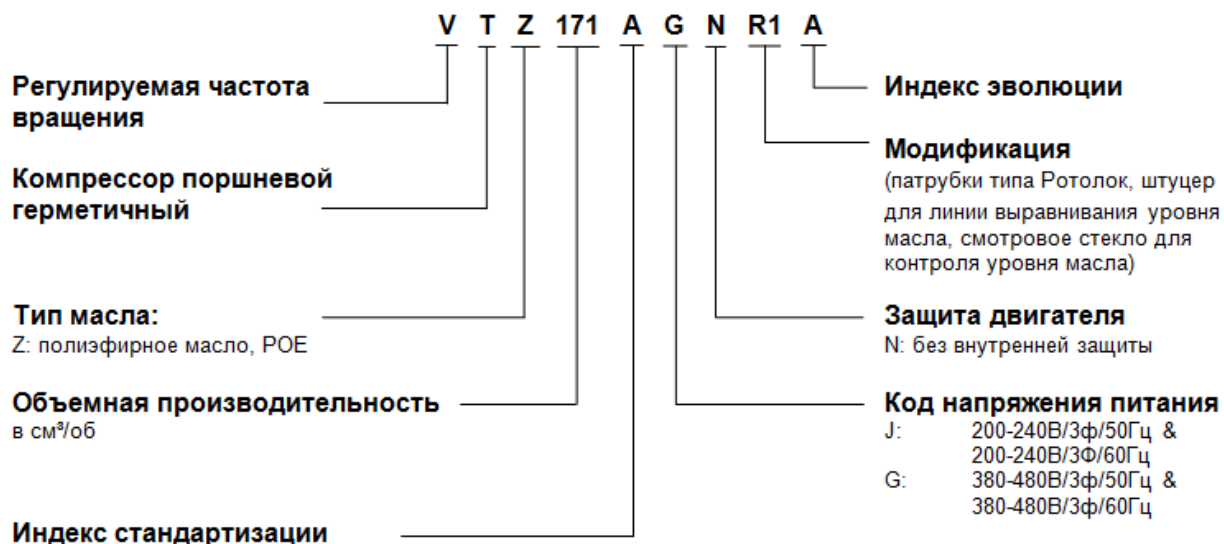 V T Z 171 A G N R1 A
Регулируемая частота
вращения
Компрессор поршневой
герметичный
Тип масла:
Z: полиэфирное масло, POE
Объемная производительность
в см³/об
Индекс стандартизации
Индекс эволюции
Модификация
(патрубки типа Ротолок, штуцер
для линии выравнивания уровня
масла, смотровое стекло для
контроля уровня масла)
Защита двигателя
N: без внутренней защиты
Код напряжения питания
J: 200-240В/3ф/50Гц &
200-240В/3Ф/60Гц
G: 380-480В/3ф/50Гц &
380-480В/3ф/60Гц